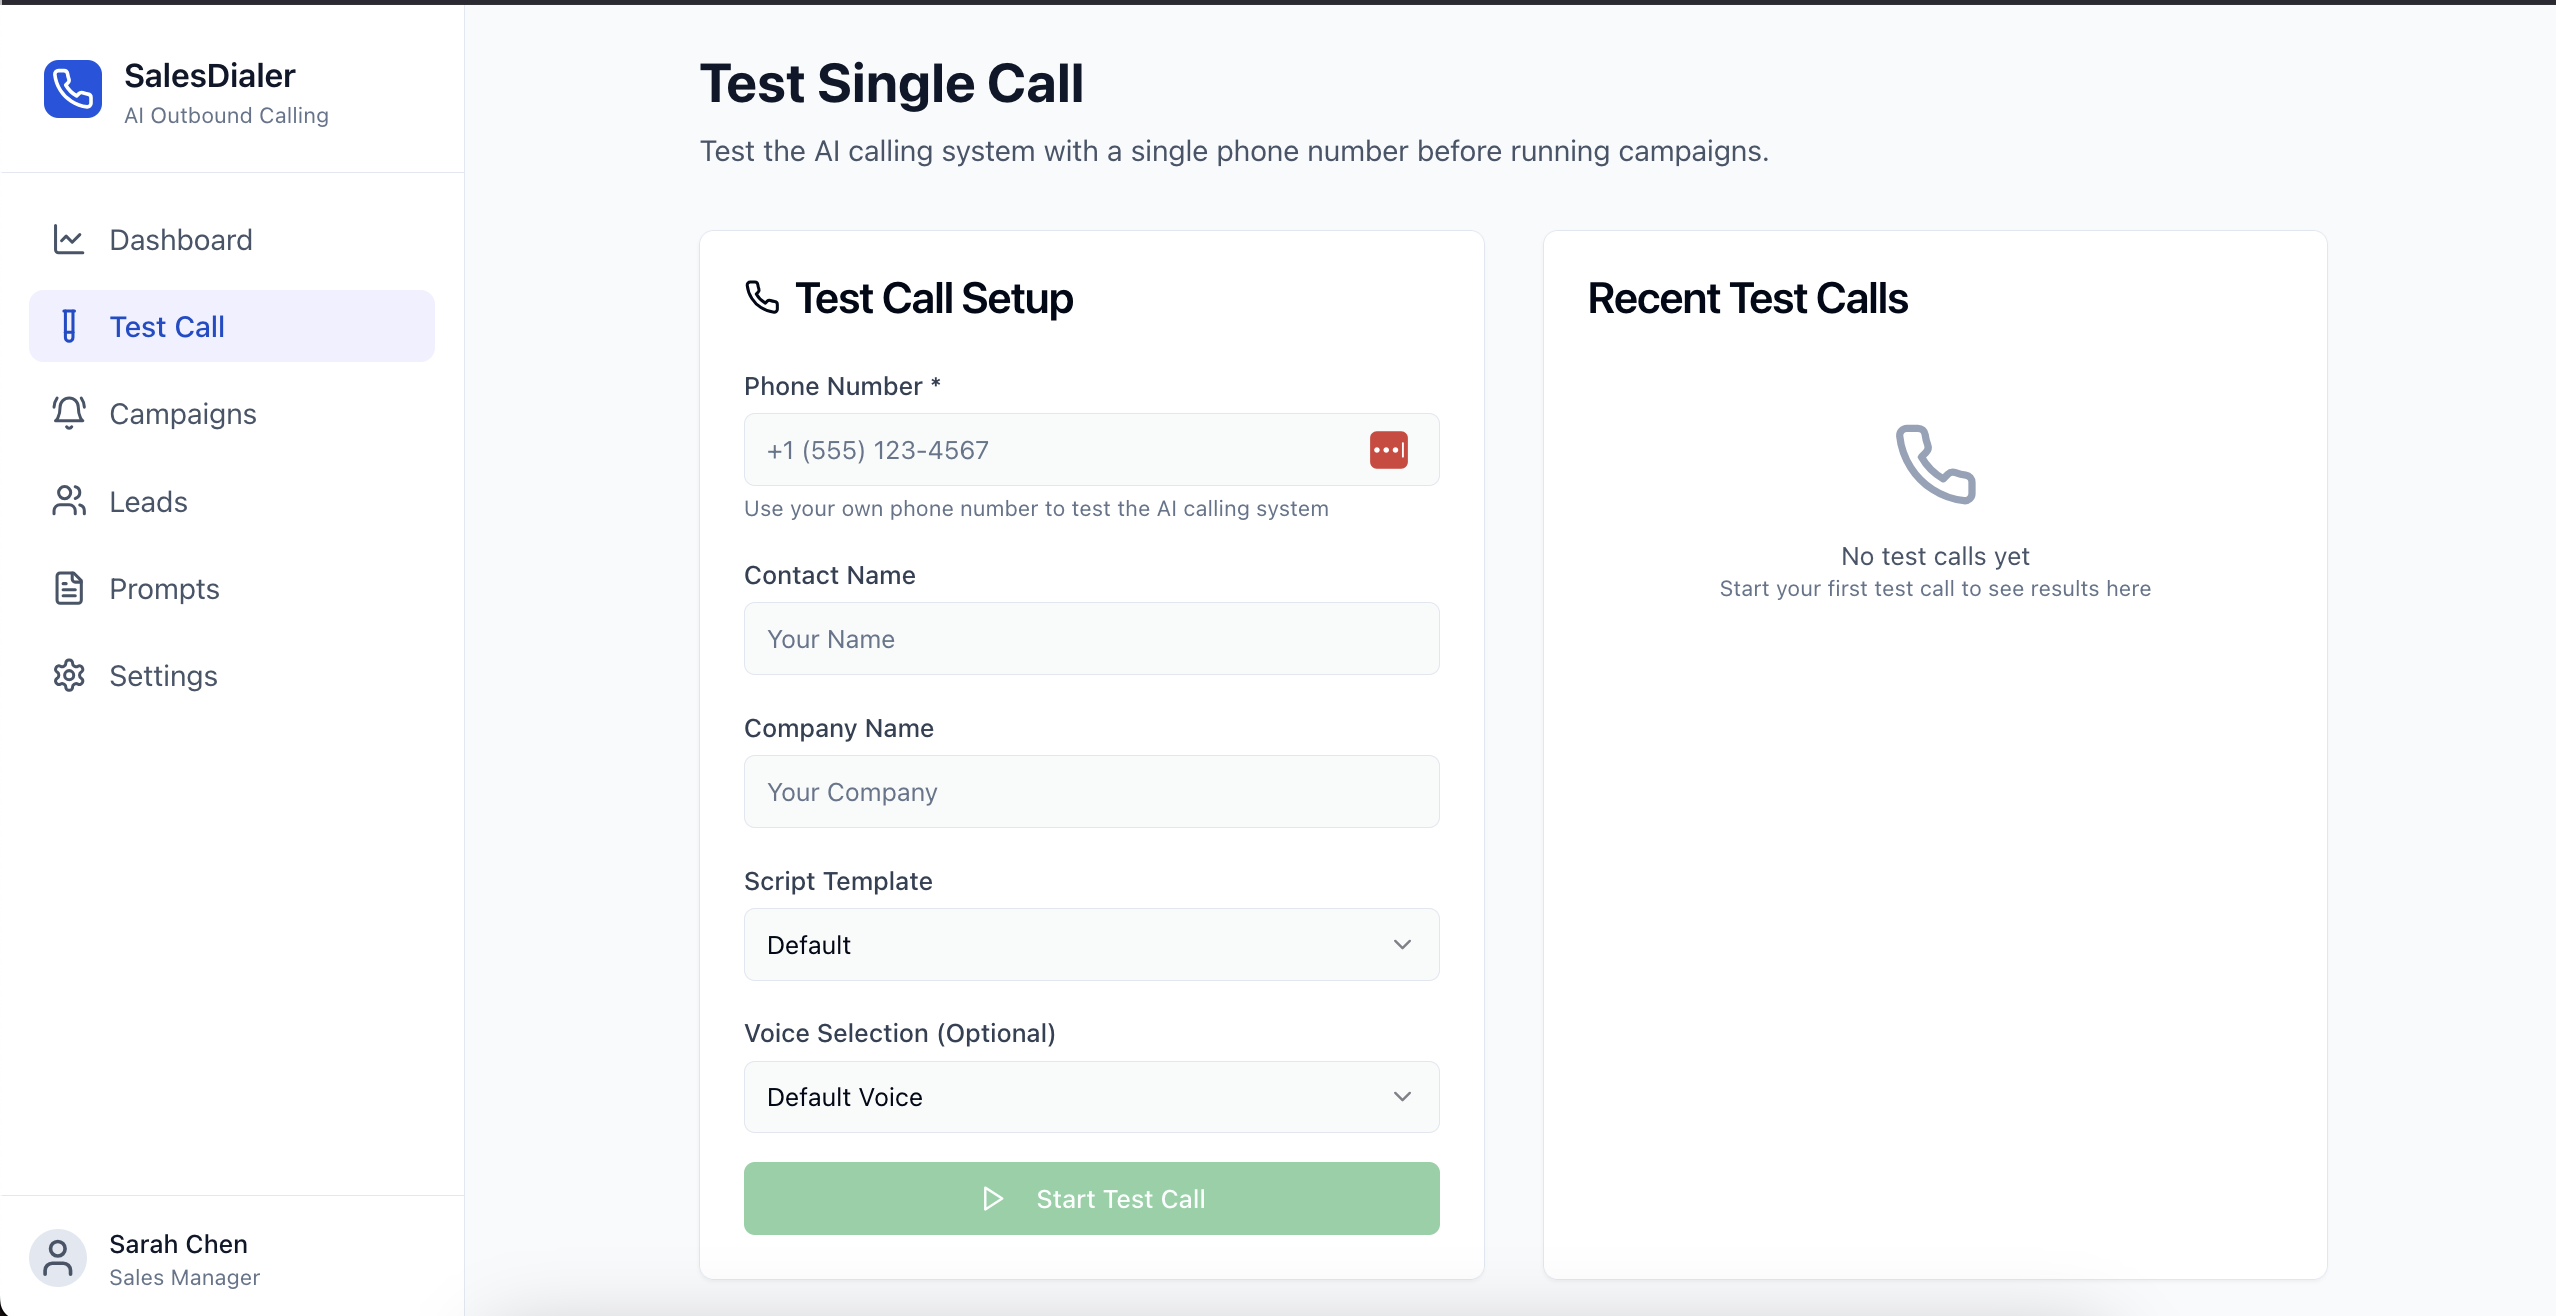 SalesDialer
AI Outbound Calling
Dashboard
Test Call
Campaigns
Leads
Prompts
Settings
Sarah Chen
Sales Manager
Test Single Call
Test the AI calling system with a single phone number before running campaigns.
Test Call Setup
Phone Number *
+1 (555) 123-4567
Use your own phone number to test the AI calling system
Contact Name
Your Name
Company Name
Your Company
Script Template
Default
Voice Selection (Optional)
Default Voice
Start Test Call
Recent Test Calls
No test calls yet
Start your first test call to see results here